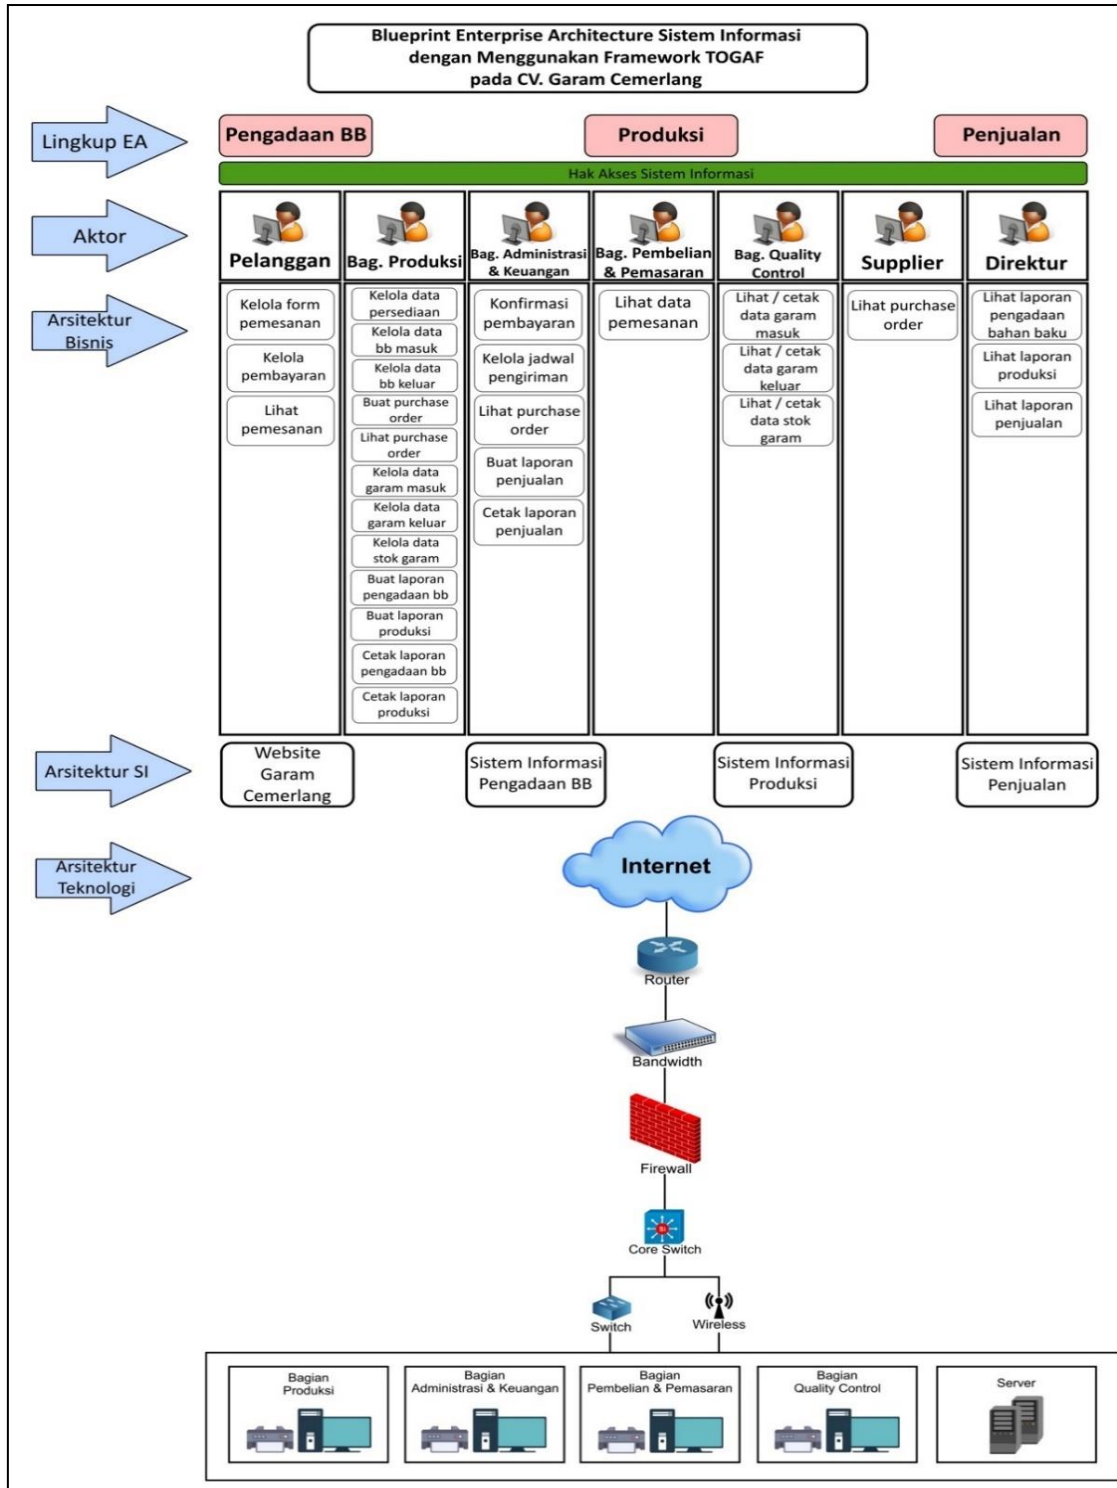 Blueprint Enterprise Architecture Sistem Informasi
dengan Menggunakan Framework TOGAF
pada CV. Garam Cemerlang
Lingkup EA
Pengadaan BB
Produksi
Penjualan
Hak Akses Sistem Informasi
Aktor
Pelanggan
Bag. Produksi
Bag. Administrasi
& Keuangan
Bag. Pembelian
& Pemasaran
Bag. Quality
Control
Supplier
Direktur
Arsitektur
Bisnis
Kelola form
pemesanan
Kelola
pembayaran
Lihat
pemesanan
Kelola data
persediaan
Kelola data
bb masuk
Kelola data
bb keluar
Buat purchase
order
Lihat purchase
order
Kelola data
garam masuk
Kelola data
garam keluar
Kelola data
stok garam
Buat laporan
pengadaan bb
Buat laporan
produksi
Cetak laporan
pengadaan bb
Cetak laporan
produksi
Konfirmasi
pembayaran
Kelola jadwal
pengiriman
Lihat purchase
order
Buat laporan
penjualan
Cetak laporan
penjualan
Lihat data
pemesanan
Lihat / cetak
data garam
masuk
Lihat / cetak
data garam
keluar
Lihat / cetak
data stok
garam
Lihat purchase
order
Lihat laporan
pengadaan
bahan baku
Lihat laporan
produksi
Lihat laporan
penjualan
Arsitektur SI
Website
Garam
Cemerlang
Sistem Informasi
Pengadaan BB
Sistem Informasi
Produksi
Sistem Informasi
Penjualan
Arsitektur
Teknologi
Internet
Router
Bandwidth
Firewall
Si
Core Switch
Switch
Wireless
Bagian
Produksi
Bagian
Administrasi & Keuangan
Bagian
Pembelian & Pemasaran
Bagian
Quality Control
Server